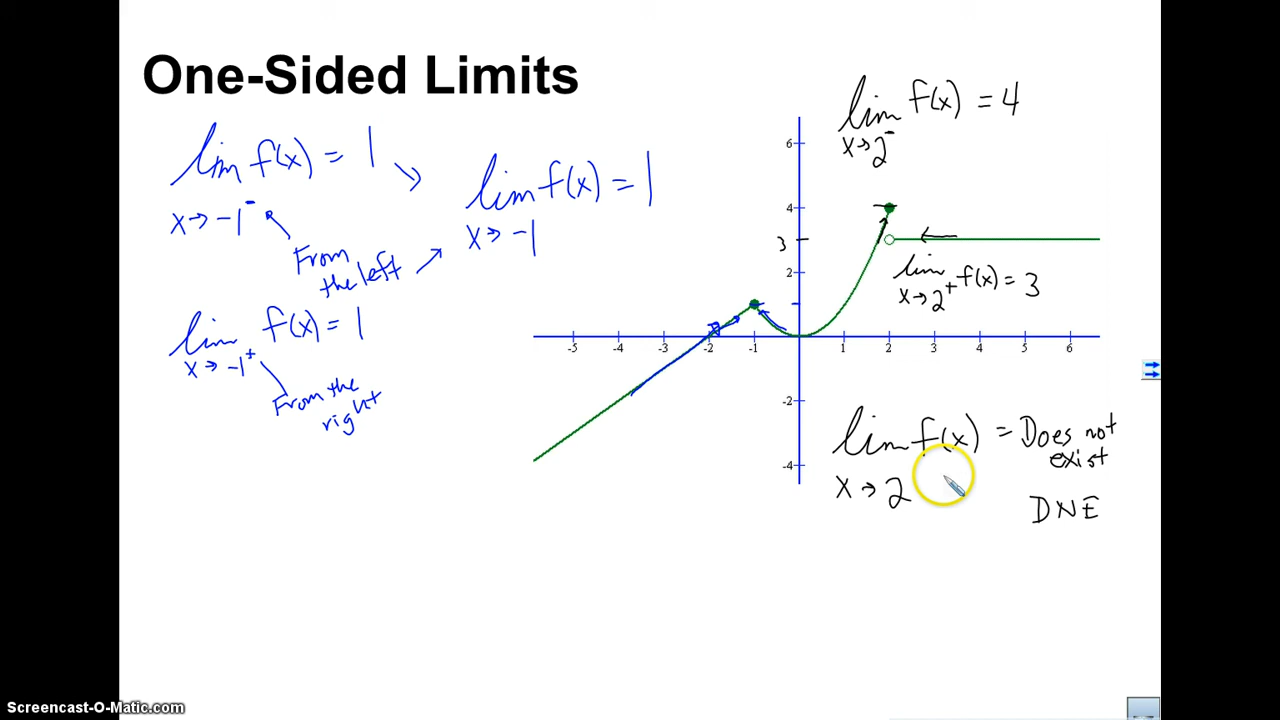 One-Sided Limits
lim f(x) = 1
x → -1⁻
From
the left
lim f(x) = 1
x → -1⁺
From the
right
lim f(x) = 1
x → -1
lim f(x) = 4
x → 2⁻
6
4
3
2
lim f(x) = 3
x → 2⁺
-5 -4 -3 -2 -1 1 2 3 4 5 6
-2
-4
lim f(x) = Does not
exist
x → 2
DNE
Screencast-O-Matic.com